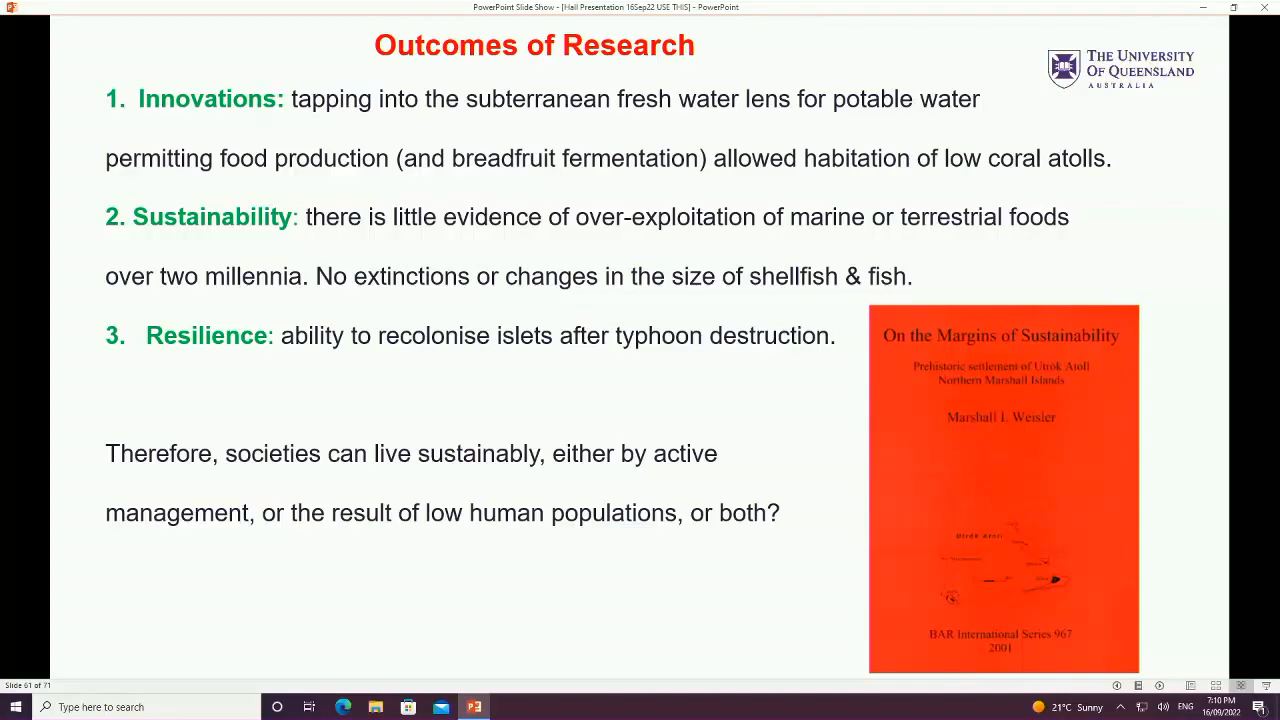 PowerPoint Slide Show - [Hall Presentation 16Sep22 USE THIS] - PowerPoint
Outcomes of Research
THE UNIVERSITY
OF QUEENSLAND
AUSTRALIA
1. Innovations: tapping into the subterranean fresh water lens for potable water
permitting food production (and breadfruit fermentation) allowed habitation of low coral atolls.
2. Sustainability: there is little evidence of over-exploitation of marine or terrestrial foods
over two millennia. No extinctions or changes in the size of shellfish & fish.
3. Resilience: ability to recolonise islets after typhoon destruction.
Therefore, societies can live sustainably, either by active
management, or the result of low human populations, or both?
On the Margins of Sustainability
Prehistoric settlement of Utrōk Atoll
Northern Marshall Islands
Marshall I. Weisler
Utrōk Atoll
BAR International Series 967
2001
Slide 61 of 71
Type here to search
21°C Sunny
7:10 PM
16/09/2022